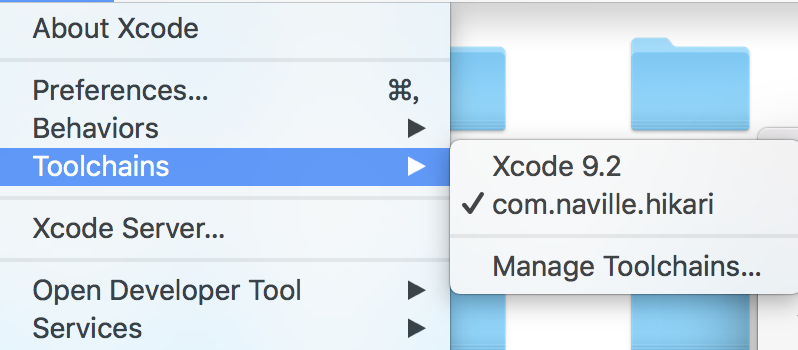 About Xcode
Preferences... ⌘,
Behaviors ▶
Toolchains ▶
Xcode 9.2
✓ com.naville.hikari
Manage Toolchains...
Xcode Server...
Open Developer Tool ▶
Services ▶